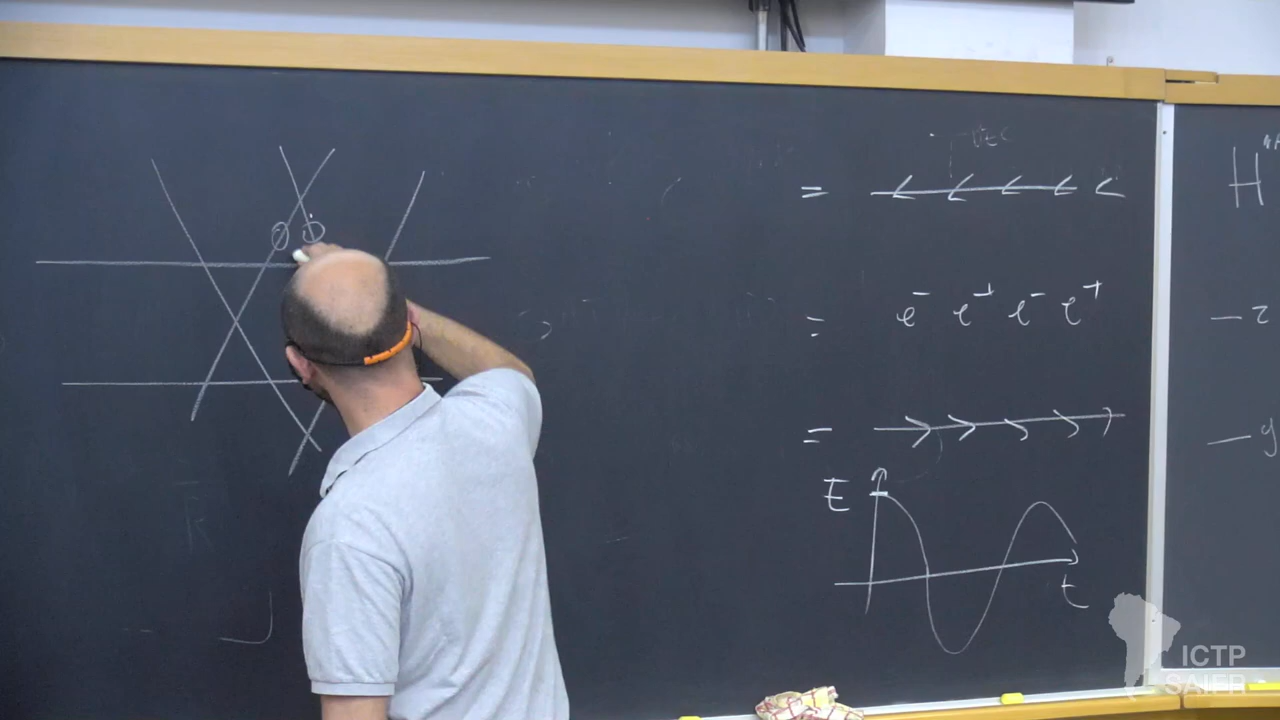 =
= e⁻ e⁺ e⁻ e⁺
=
E
t
H
ICTP
SAIFR